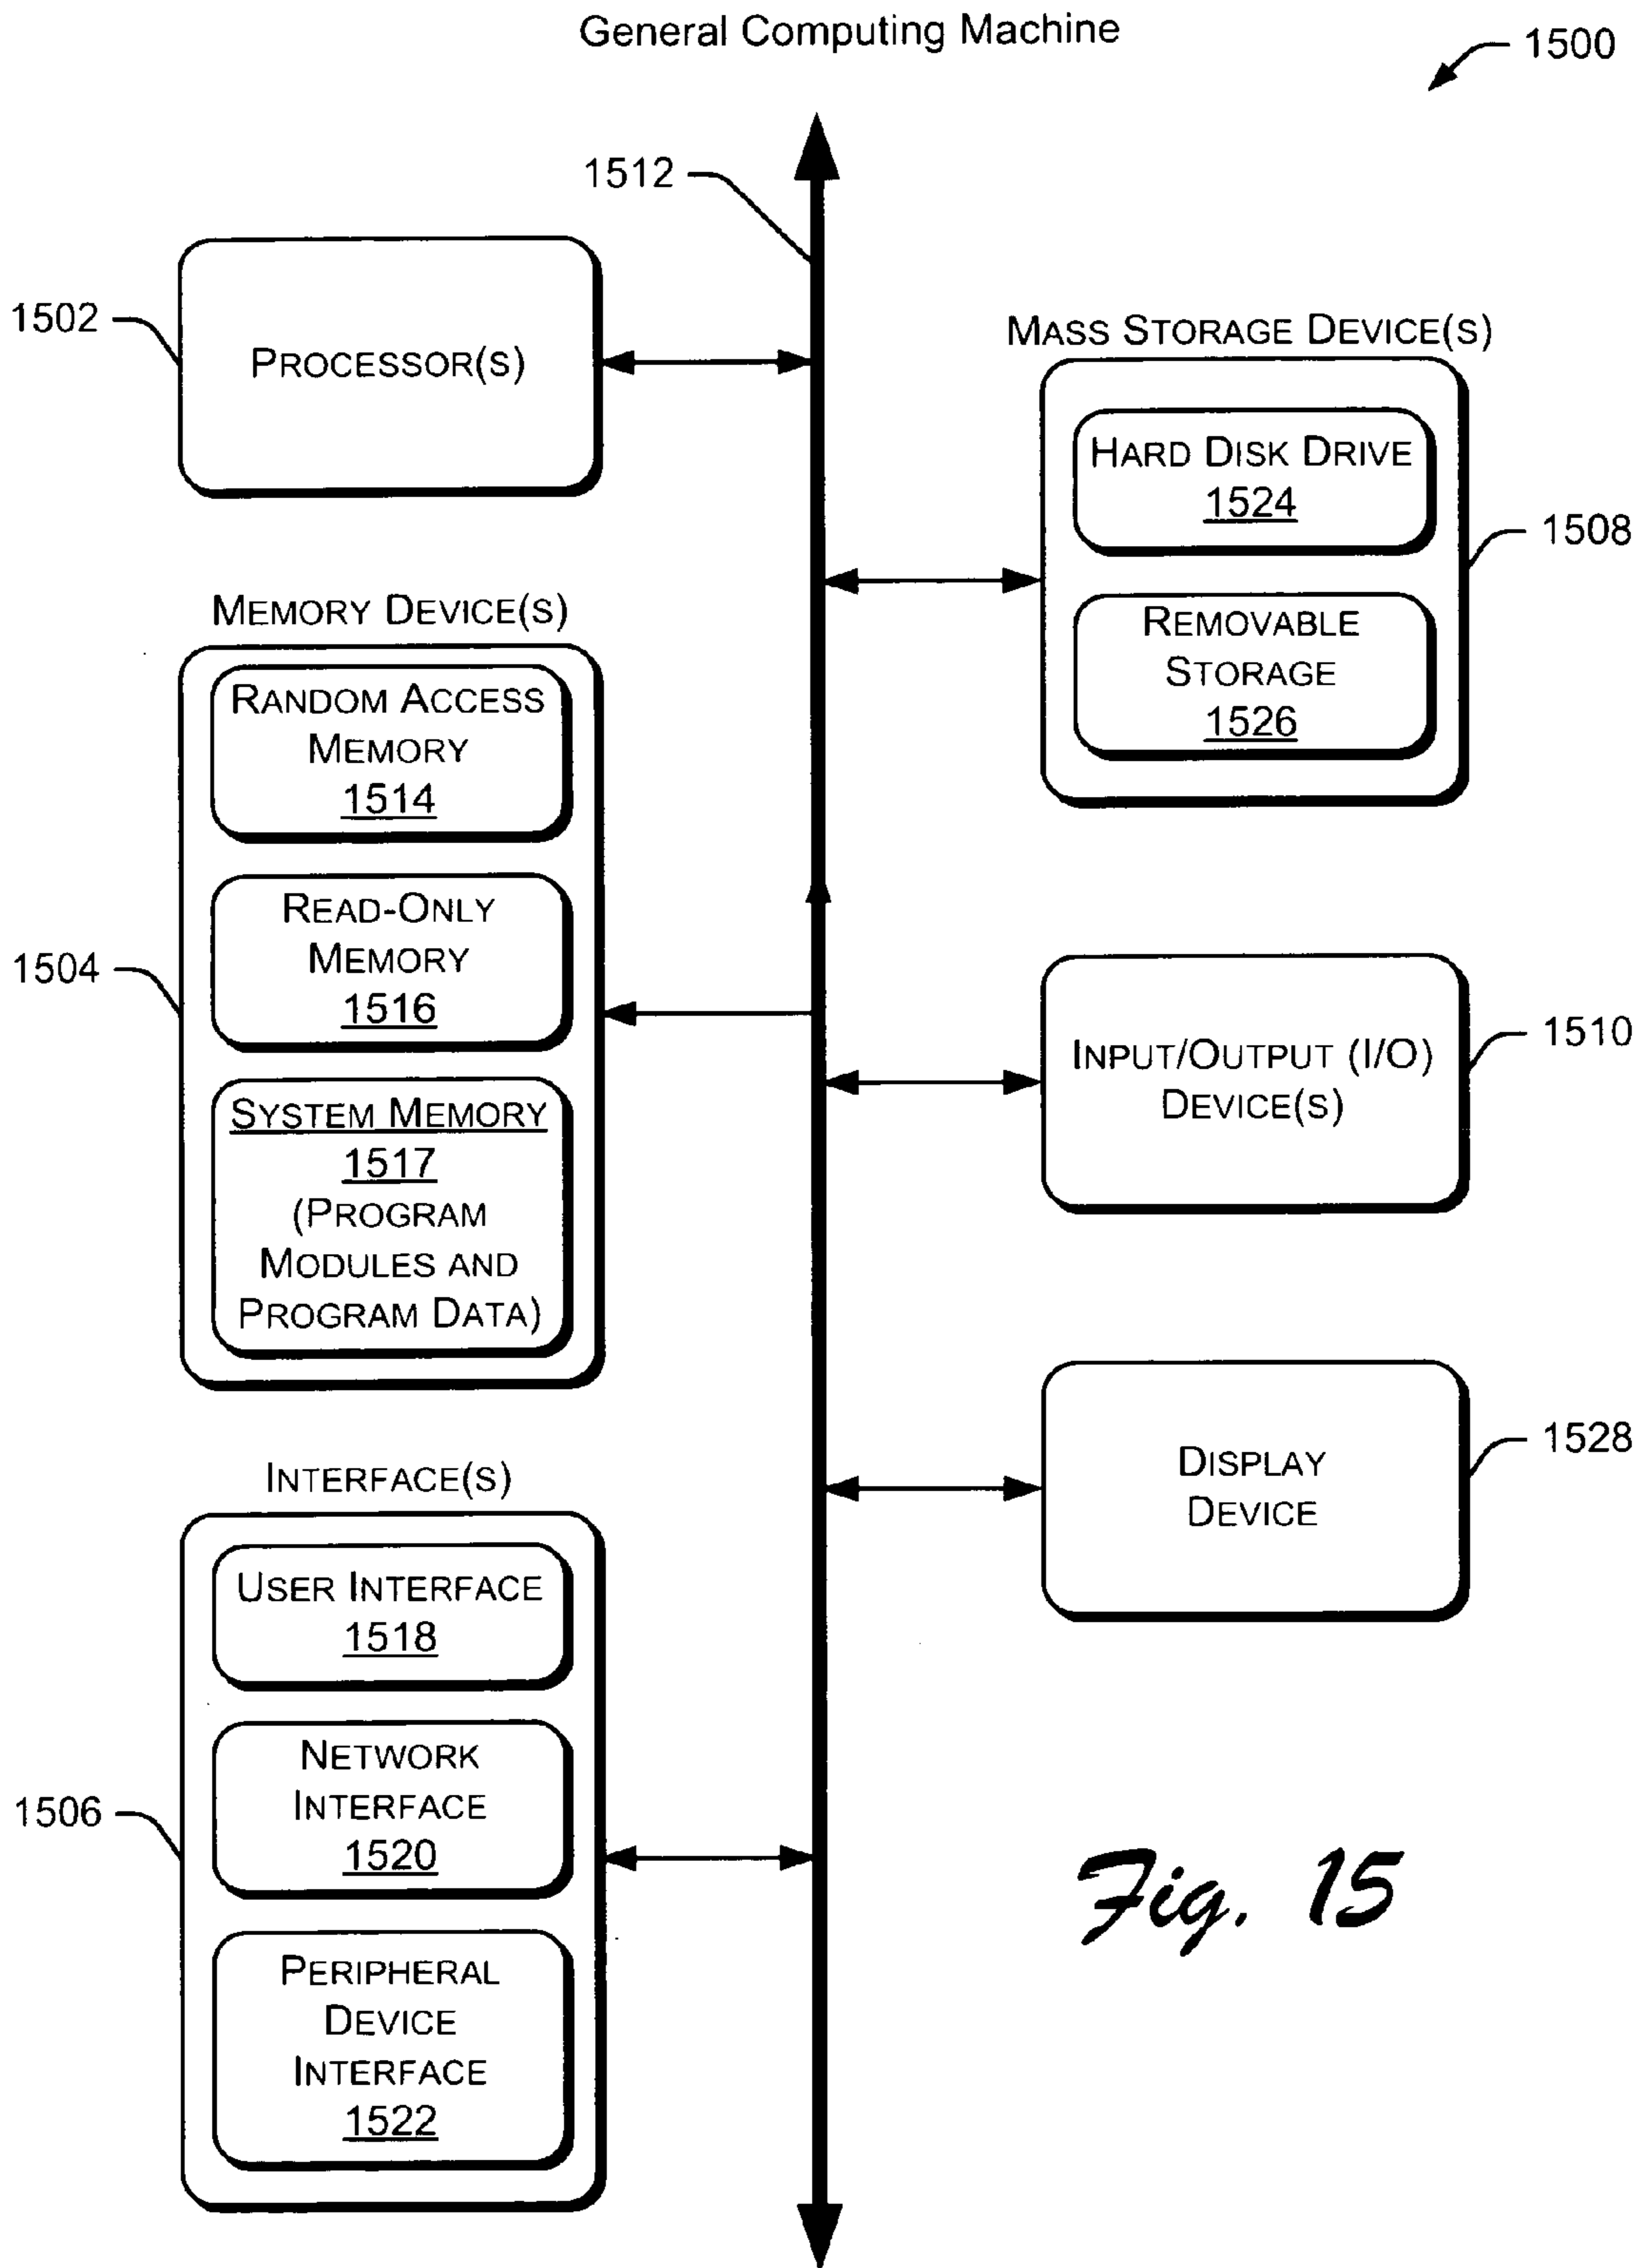 General Computing Machine
1500
1512
1502
PROCESSOR(S)
MASS STORAGE DEVICE(S)
HARD DISK DRIVE
1524
1508
REMOVABLE
STORAGE
1526
MEMORY DEVICE(S)
RANDOM ACCESS
MEMORY
1514
READ-ONLY
MEMORY
1516
1504
SYSTEM MEMORY
1517
(PROGRAM
MODULES AND
PROGRAM DATA)
INPUT/OUTPUT (I/O)
DEVICE(S)
1510
DISPLAY
DEVICE
1528
INTERFACE(S)
USER INTERFACE
1518
NETWORK
INTERFACE
1520
1506
PERIPHERAL
DEVICE
INTERFACE
1522
Fig. 15